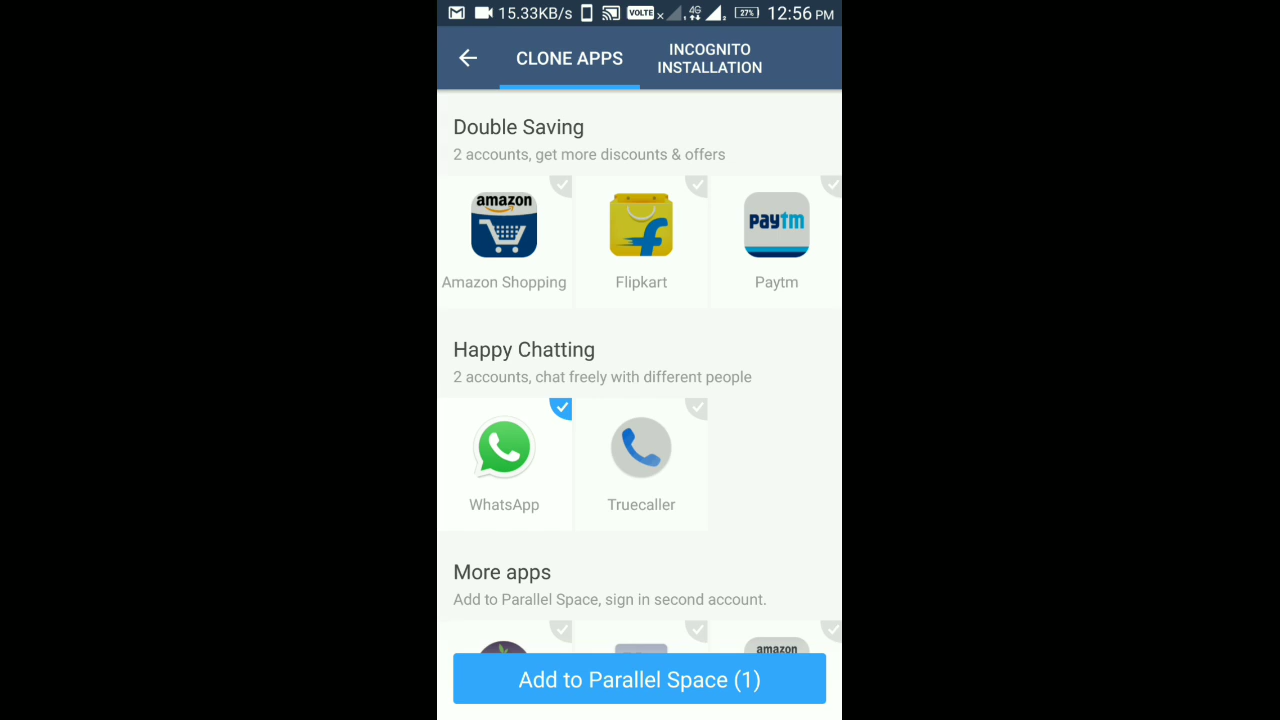 15.33KB/s VOLTE 4G 27% 12:56 PM
CLONE APPS
INCOGNITO
INSTALLATION
Double Saving
2 accounts, get more discounts & offers
amazon
f
paytm
Amazon Shopping Flipkart Paytm
Happy Chatting
2 accounts, chat freely with different people
WhatsApp Truecaller
More apps
Add to Parallel Space, sign in second account.
amazon
Add to Parallel Space (1)